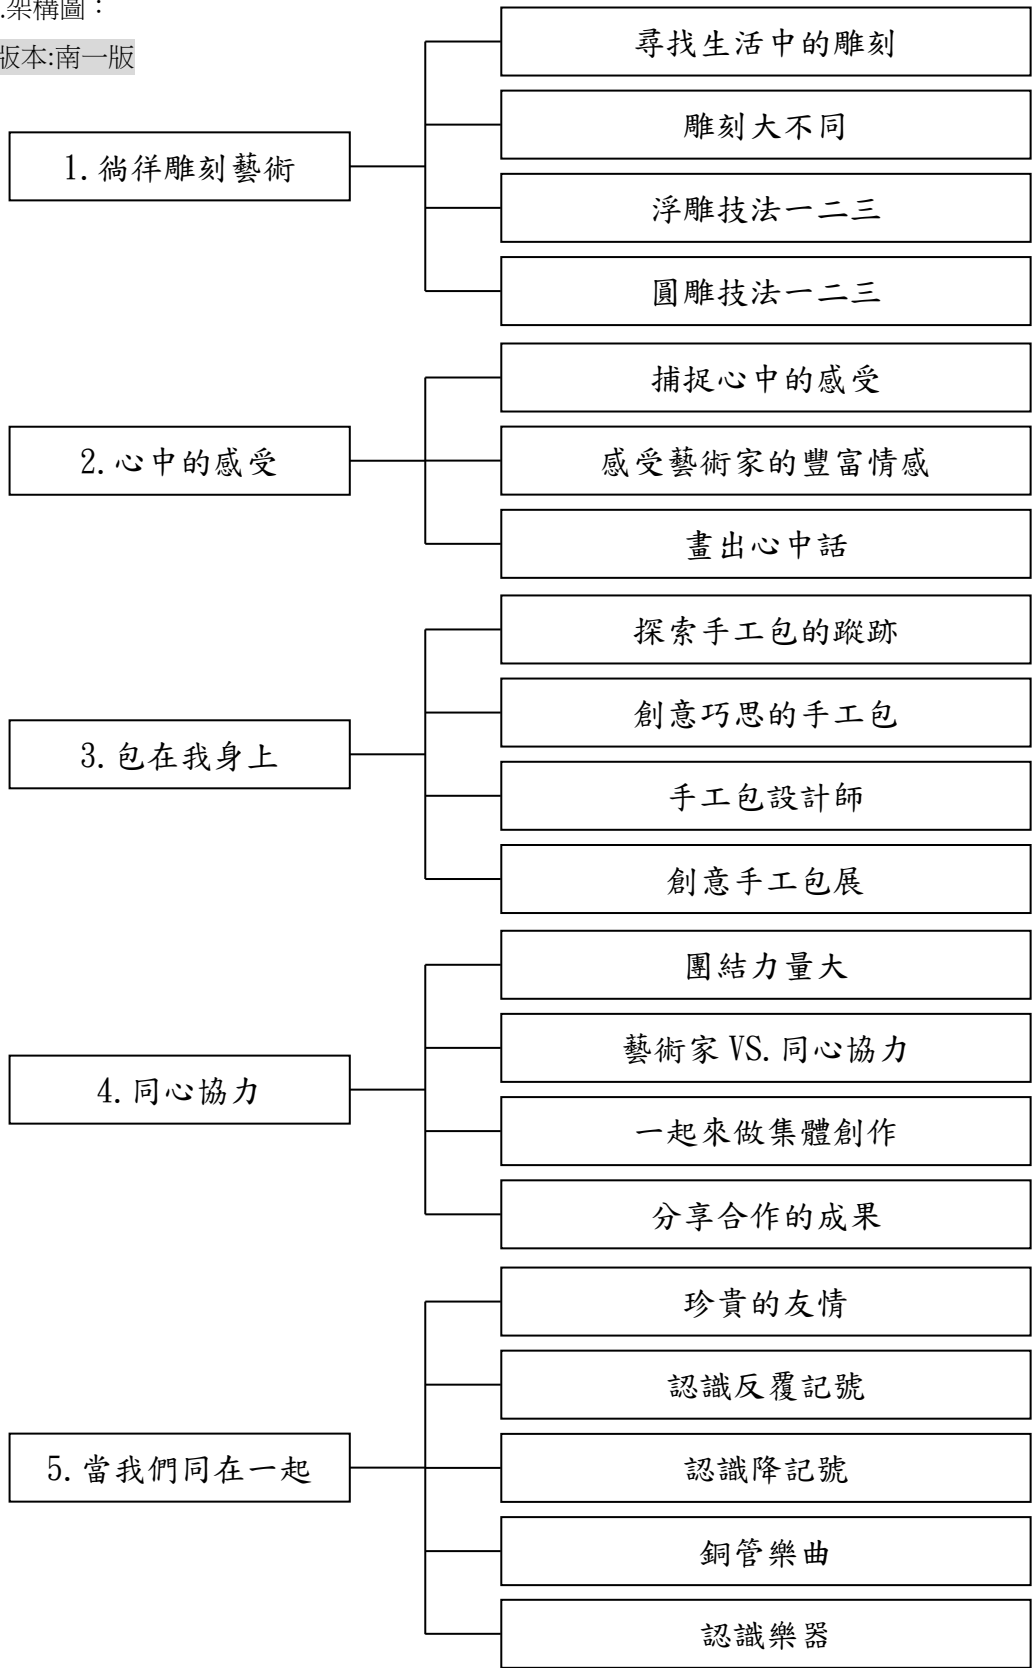 .架構圖：
版本:南一版
1.徜徉雕刻藝術
尋找生活中的雕刻
雕刻大不同
浮雕技法一二三
圓雕技法一二三
2.心中的感受
捕捉心中的感受
感受藝術家的豐富情感
畫出心中話
3.包在我身上
探索手工包的蹤跡
創意巧思的手工包
手工包設計師
創意手工包展
4.同心協力
團結力量大
藝術家 VS.同心協力
一起來做集體創作
分享合作的成果
5.當我們同在一起
珍貴的友情
認識反覆記號
認識降記號
銅管樂曲
認識樂器